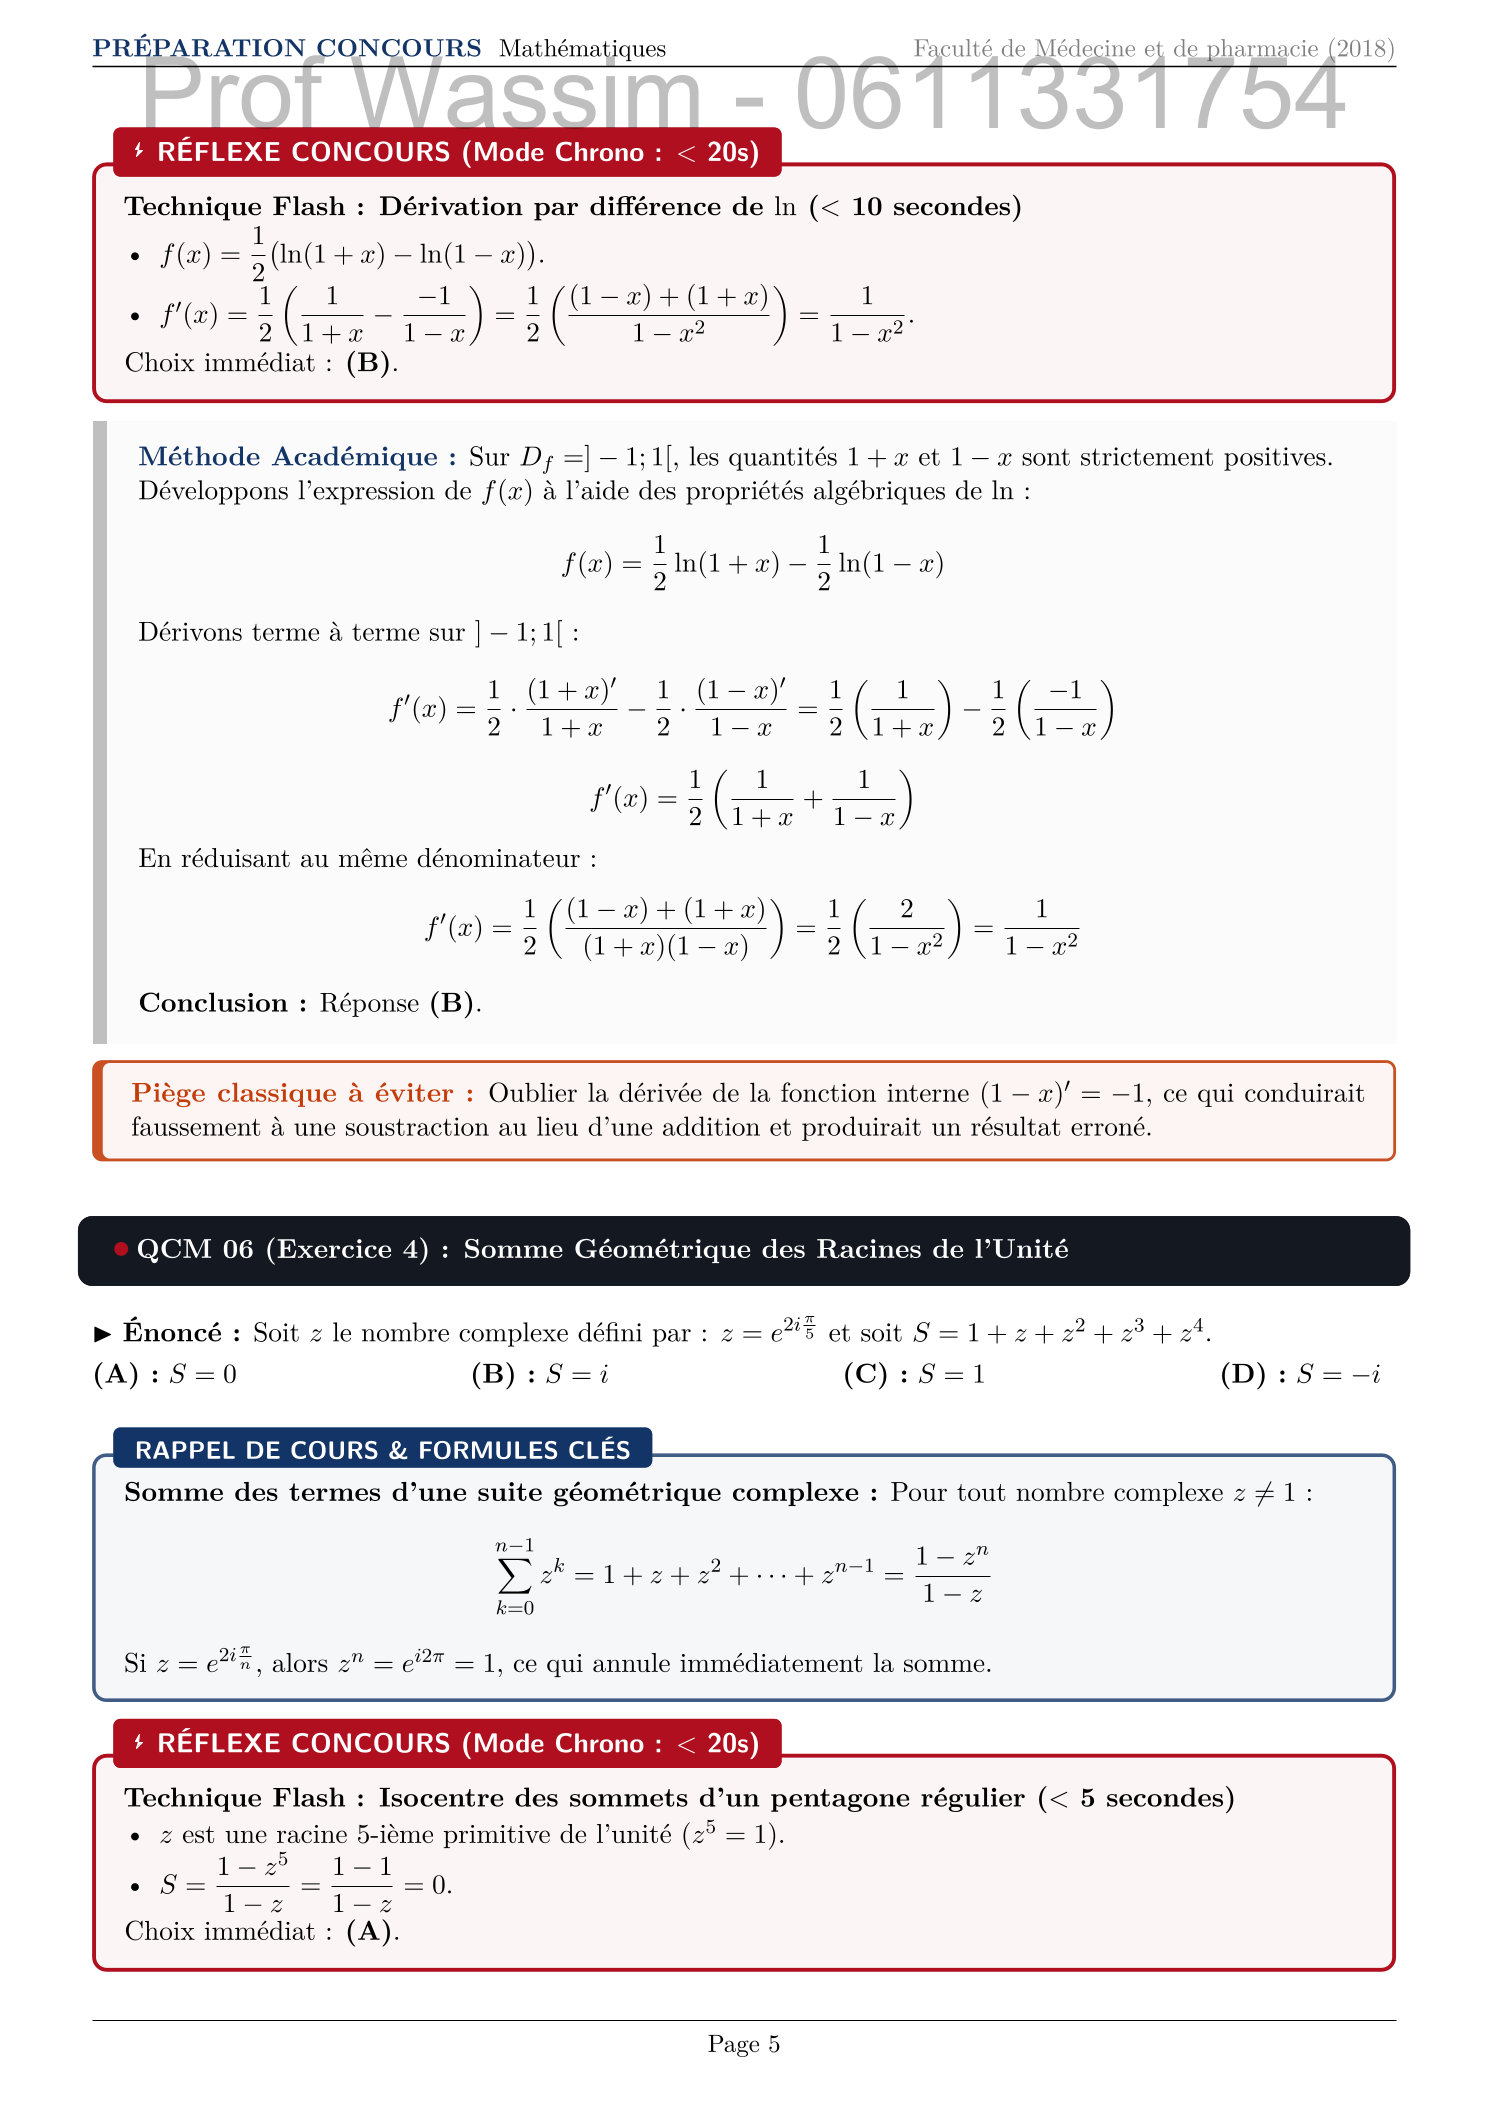 PRÉPARATION CONCOURS Mathématiques Faculté de Médecine et de pharmacie (2018)
Prof Wassim - 0611331754
RÉFLEXE CONCOURS (Mode Chrono : < 20s)
Technique Flash : Dérivation par différence de ln (< 10 secondes)
• f(x) = 1/2 (ln(1 + x) − ln(1 − x)).
• f′(x) = 1/2 (1/(1 + x) − −1/(1 − x)) = 1/2 (((1 − x) + (1 + x))/(1 − x²)) = 1/(1 − x²).
Choix immédiat : (B).
Méthode Académique : Sur D_f =] − 1; 1[, les quantités 1 + x et 1 − x sont strictement positives.
Développons l'expression de f(x) à l'aide des propriétés algébriques de ln :
f(x) = 1/2 ln(1 + x) − 1/2 ln(1 − x)
Dérivons terme à terme sur ] − 1; 1[ :
f′(x) = 1/2 · (1 + x)′/(1 + x) − 1/2 · (1 − x)′/(1 − x) = 1/2 (1/(1 + x)) − 1/2 (−1/(1 − x))
f′(x) = 1/2 (1/(1 + x) + 1/(1 − x))
En réduisant au même dénominateur :
f′(x) = 1/2 (((1 − x) + (1 + x))/((1 + x)(1 − x))) = 1/2 (2/(1 − x²)) = 1/(1 − x²)
Conclusion : Réponse (B).
Piège classique à éviter : Oublier la dérivée de la fonction interne (1 − x)′ = −1, ce qui conduirait
faussement à une soustraction au lieu d'une addition et produirait un résultat erroné.
QCM 06 (Exercice 4) : Somme Géométrique des Racines de l'Unité
▶ Énoncé : Soit z le nombre complexe défini par : z = e^(2i π/5) et soit S = 1 + z + z² + z³ + z⁴.
(A) : S = 0 (B) : S = i (C) : S = 1 (D) : S = −i
RAPPEL DE COURS & FORMULES CLÉS
Somme des termes d'une suite géométrique complexe : Pour tout nombre complexe z ≠ 1 :
∑_(k=0)^(n−1) z^k = 1 + z + z² + · · · + z^(n−1) = (1 − z^n)/(1 − z)
Si z = e^(2i π/n), alors z^n = e^(i2π) = 1, ce qui annule immédiatement la somme.
RÉFLEXE CONCOURS (Mode Chrono : < 20s)
Technique Flash : Isocentre des sommets d'un pentagone régulier (< 5 secondes)
• z est une racine 5-ième primitive de l'unité (z⁵ = 1).
• S = (1 − z⁵)/(1 − z) = (1 − 1)/(1 − z) = 0.
Choix immédiat : (A).
Page 5